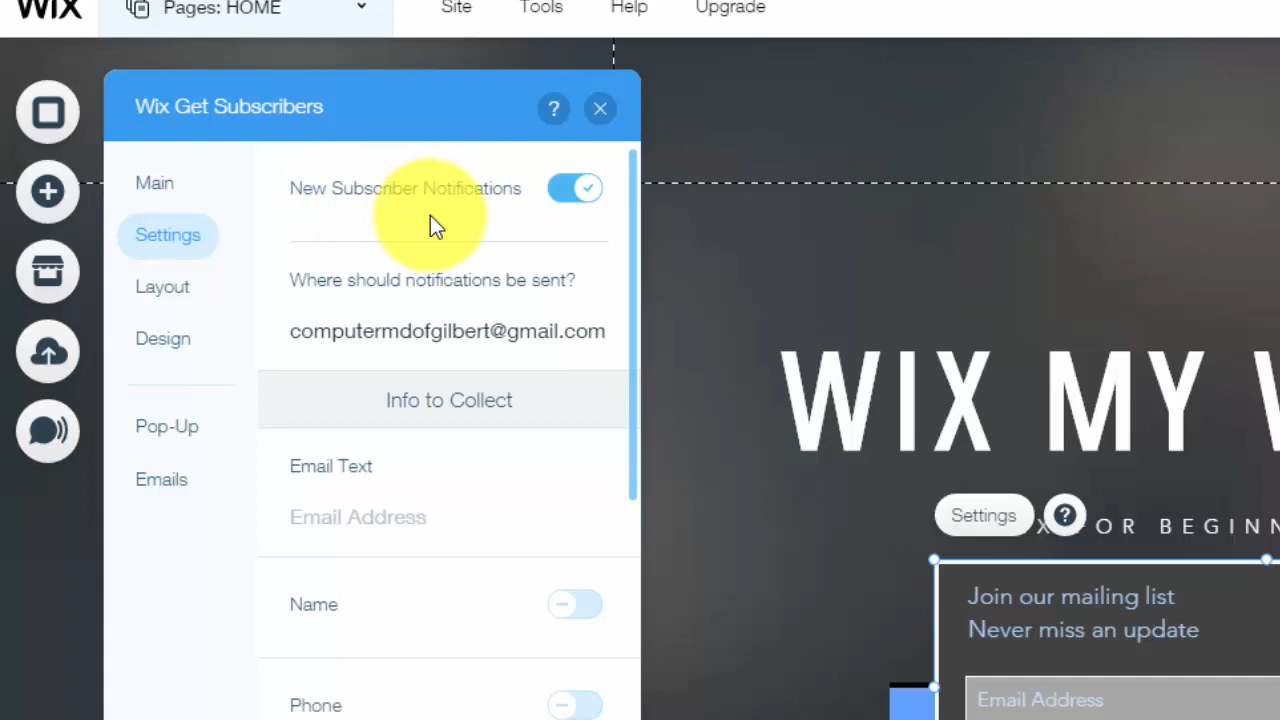 WIX
Pages: HOME
Site
Tools
Help
Upgrade
Wix Get Subscribers
?
Main
Settings
Layout
Design
Pop-Up
Emails
New Subscriber Notifications
Where should notifications be sent?
computermdofgilbert@gmail.com
Info to Collect
Email Text
Email Address
Name
Phone
WIX MY
Settings
?
X OR BEGINN
Join our mailing list
Never miss an update
Email Address